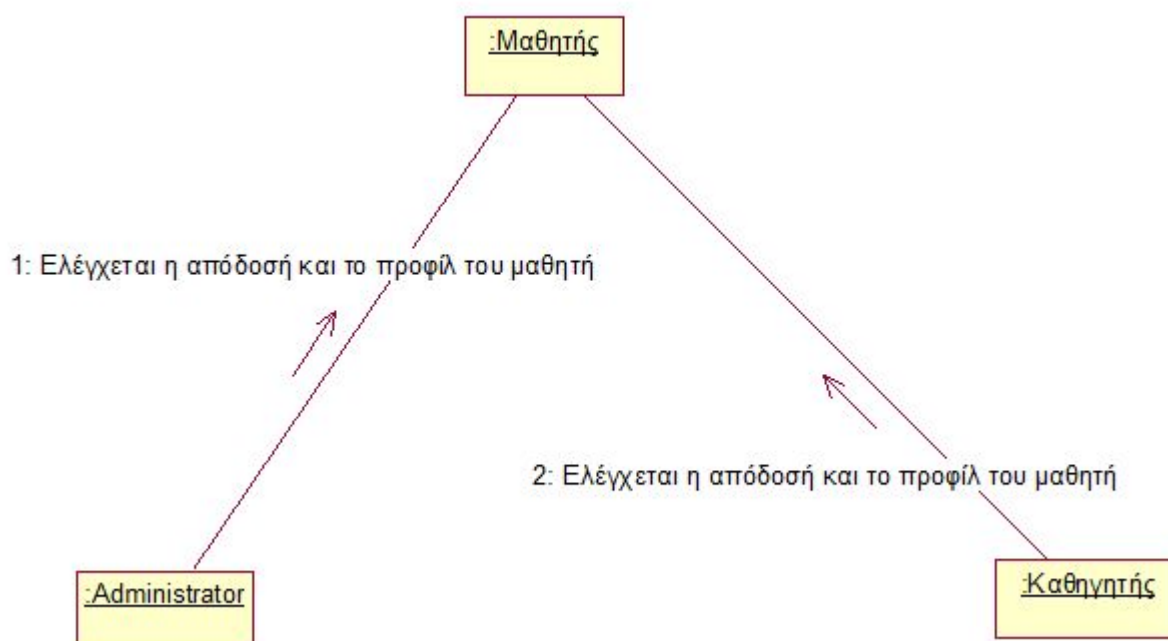 :Μαθητής
1: Ελέγχεται η απόδοσή και το προφίλ του μαθητή
2: Ελέγχεται η απόδοσή και το προφίλ του μαθητή
:Administrator
:Καθηγητής